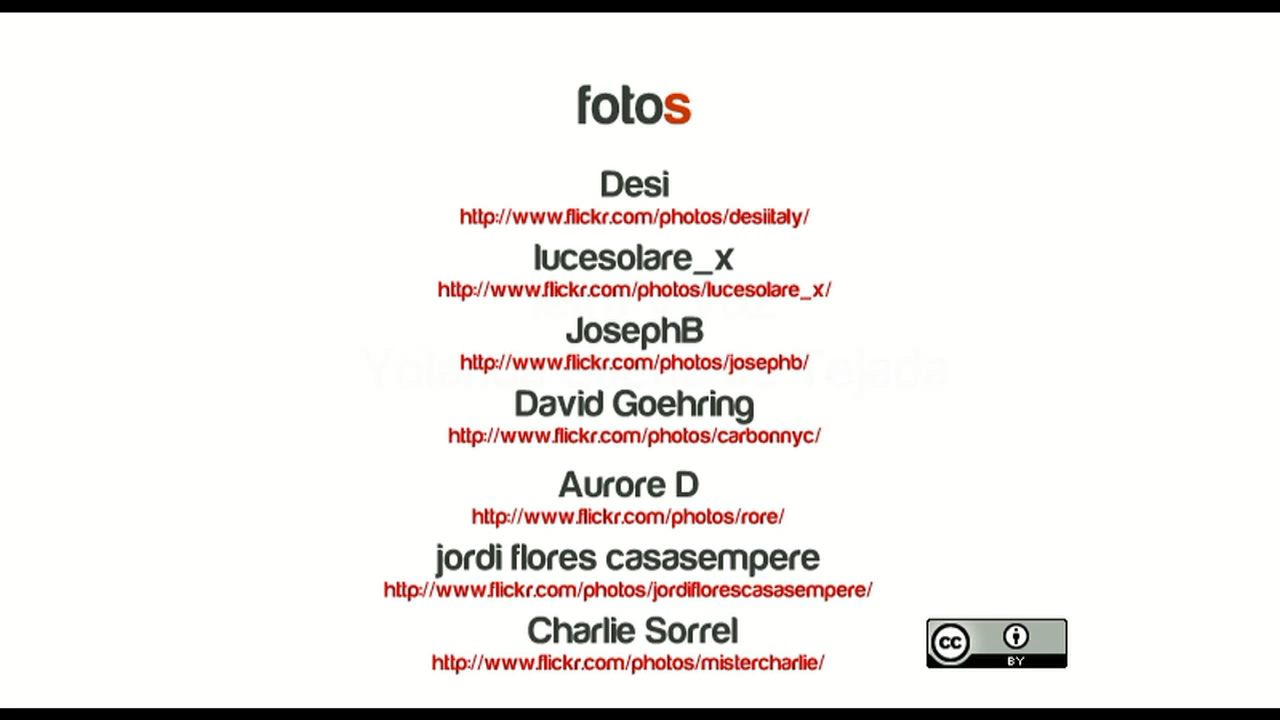 fotos
Desi
http://www.flickr.com/photos/desiitaly/
lucesolare_x
http://www.flickr.com/photos/lucesolare_x/
JosephB
http://www.flickr.com/photos/josephb/
David Goehring
http://www.flickr.com/photos/carbonnyc/
Aurore D
http://www.flickr.com/photos/rore/
jordi flores casasempere
http://www.flickr.com/photos/jordiflorescasasempere/
Charlie Sorrel
http://www.flickr.com/photos/mistercharlie/
cc
BY